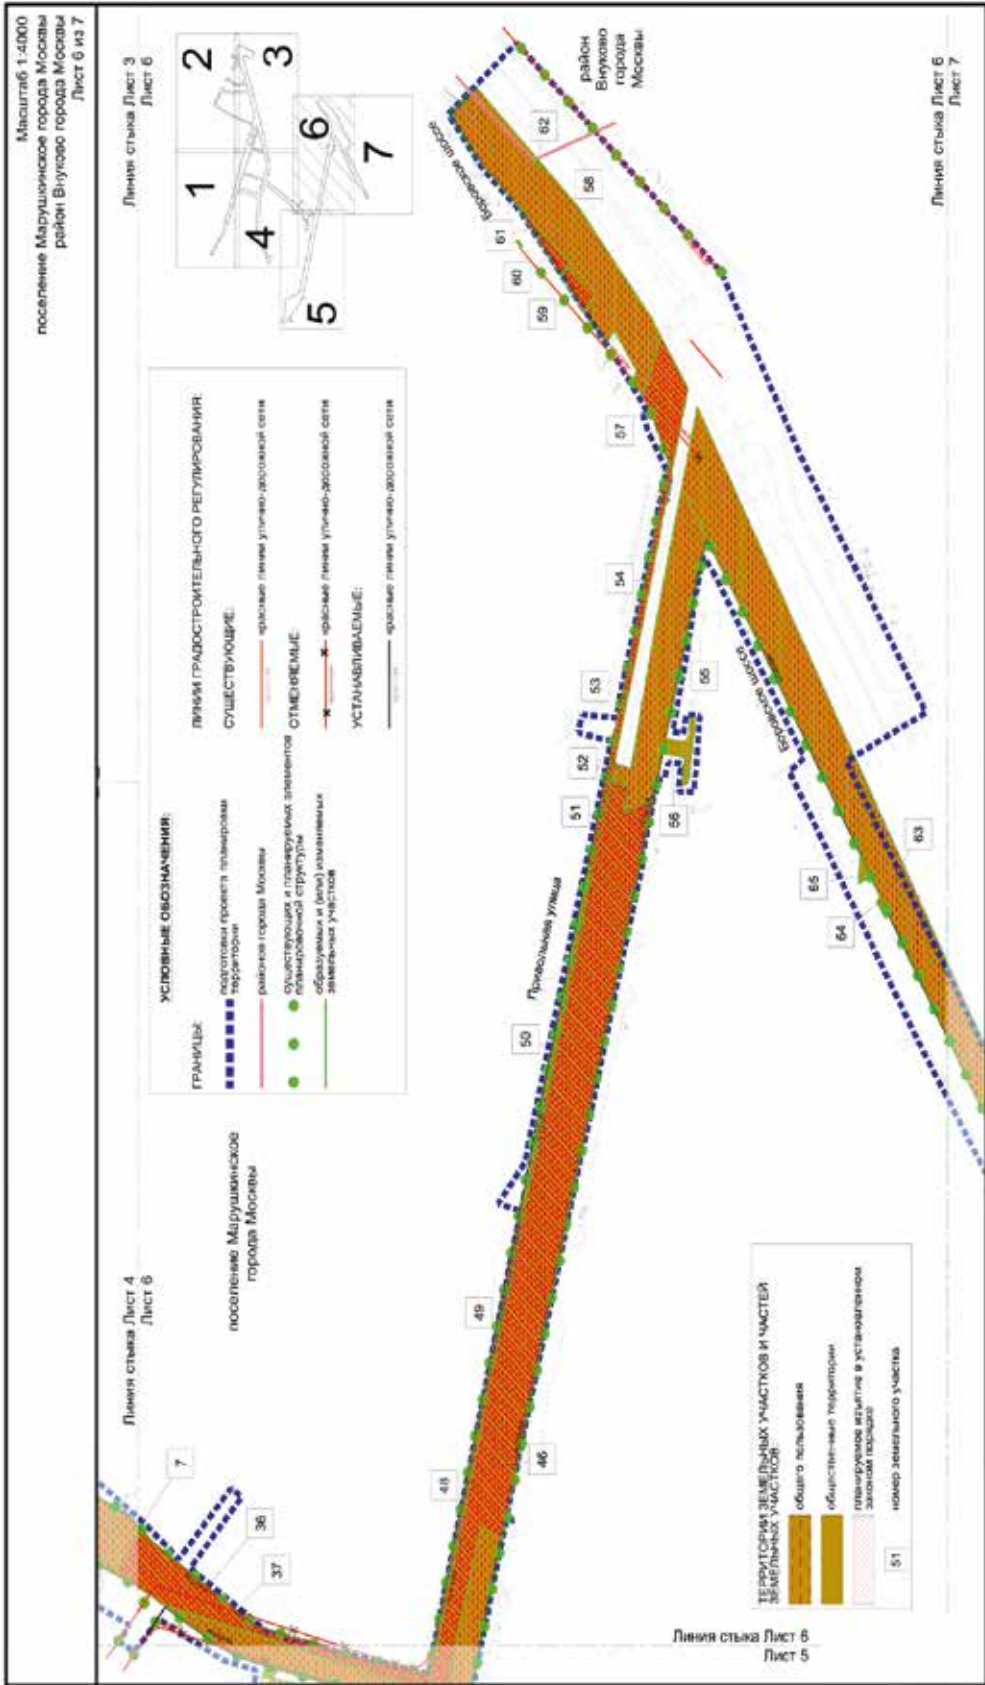 Масштаб 1:4000
поселение Марушкинское города Москвы
район Внуково города Москвы
Лист 6 из 7
Линия стыка Лист 4
Лист 6
Линия стыка Лист 3
Лист 6
1
2
3
4
5
6
7
поселение Марушкинское
города Москвы
УСЛОВНЫЕ ОБОЗНАЧЕНИЯ:
ГРАНИЦЫ:
подготовки проекта планировки
территории
районов города Москвы
существующих и планируемых элементов
планировочной структуры
образуемых и (или) изменяемых
земельных участков
ЛИНИИ ГРАДОСТРОИТЕЛЬНОГО РЕГУЛИРОВАНИЯ:
СУЩЕСТВУЮЩИЕ:
красные линии улично-дорожной сети
ОТМЕНЯЕМЫЕ:
красные линии улично-дорожной сети
УСТАНАВЛИВАЕМЫЕ:
красные линии улично-дорожной сети
район
Внуково
города
Москвы
7
36
37
48
49
46
50
Привольная улица
51
52
53
54
55
56
57
59
60
61
Боровское шоссе
62
58
Боровское шоссе
65
64
63
ТЕРРИТОРИИ ЗЕМЕЛЬНЫХ УЧАСТКОВ И ЧАСТЕЙ
ЗЕМЕЛЬНЫХ УЧАСТКОВ:
общего пользования
общественные территории
планируемое изъятие в установленном
законом порядке
51
номер земельного участка
Линия стыка Лист 6
Лист 5
Линия стыка Лист 6
Лист 7